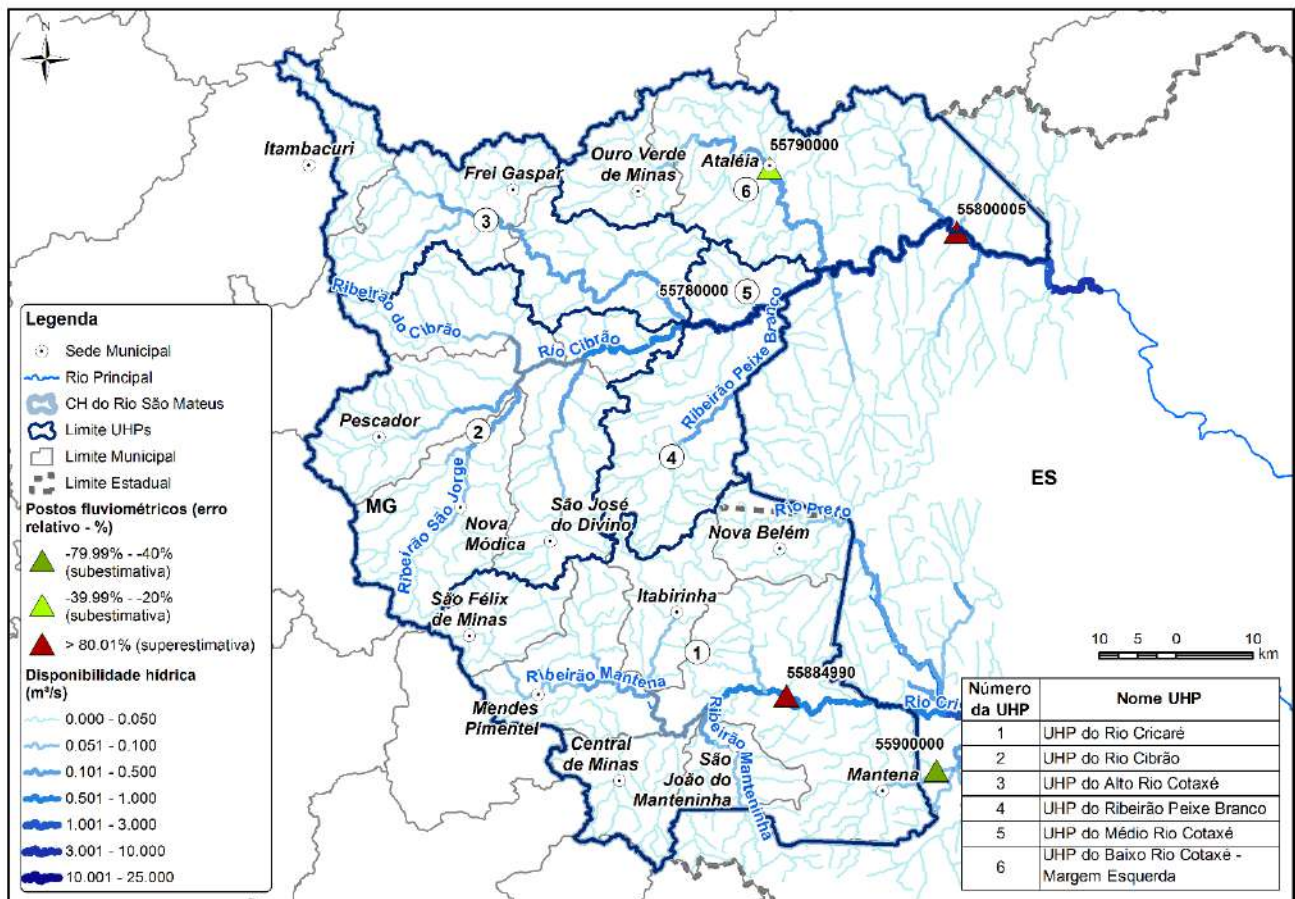 N
Itambacuri
Frei Gaspar
Ouro Verde
de Minas
Ataléia
55790000
6
55800005
3
55780000
5
Ribeirão do Cibrão
Rio Cibrão
Ribeirão Peixe Branco
Pescador
2
4
MG
ES
Ribeirão São Jorge
Nova
Módica
São José
do Divino
Rio Preto
Nova Belém
São Félix
de Minas
Itabirinha
1
Ribeirão Mantena
55884990
Mendes
Pimentel
Ribeirão Manteninha
Rio Cri
Central
de Minas
São
João do
Manteninha
55900000
Mantena
Legenda
Sede Municipal
Rio Principal
CH do Rio São Mateus
Limite UHPs
Limite Municipal
Limite Estadual
Postos fluviométricos (erro
relativo - %)
-79.99% - -40%
(subestimativa)
-39.99% - -20%
(subestimativa)
> 80.01% (superestimativa)
Disponibilidade hídrica
(m³/s)
0.000 - 0.050
0.051 - 0.100
0.101 - 0.500
0.501 - 1.000
1.001 - 3.000
3.001 - 10.000
10.001 - 25.000
10 5 0 10
km
Número da UHP Nome UHP
1 UHP do Rio Cricaré
2 UHP do Rio Cibrão
3 UHP do Alto Rio Cotaxé
4 UHP do Ribeirão Peixe Branco
5 UHP do Médio Rio Cotaxé
6 UHP do Baixo Rio Cotaxé -
Margem Esquerda